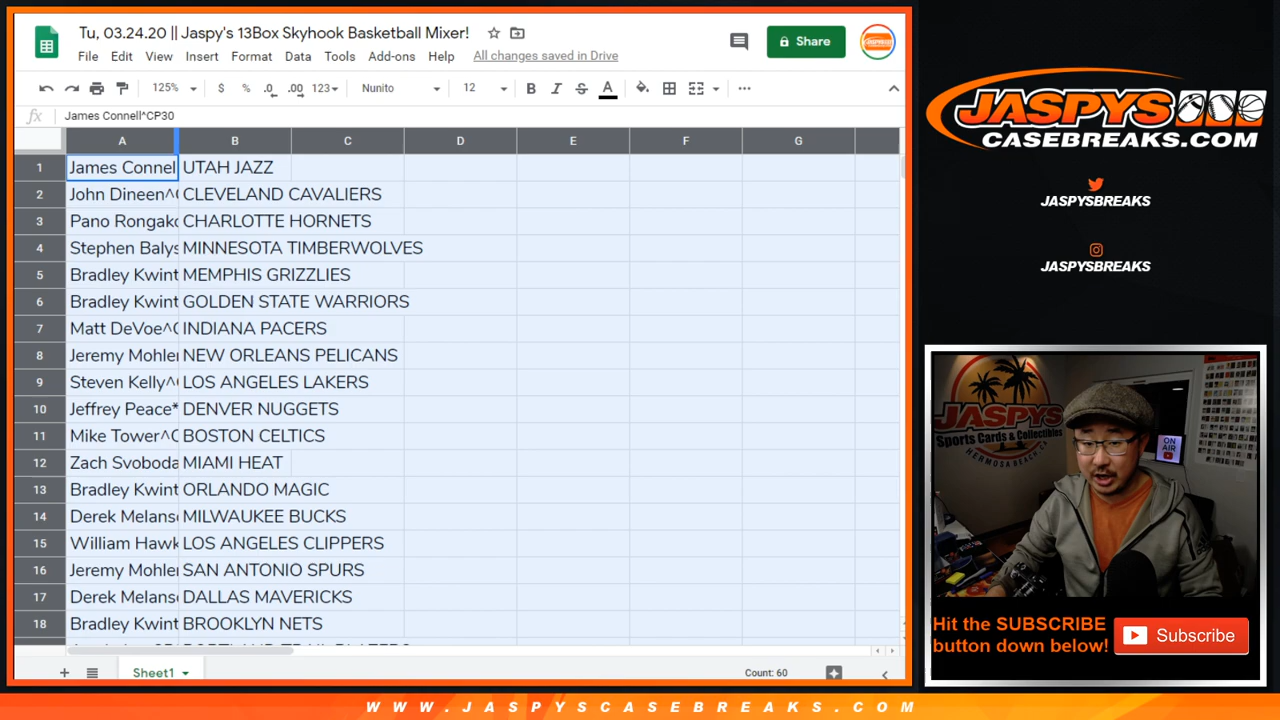 Tu, 03.24.20 || Jaspy's 13Box Skyhook Basketball Mixer!
File Edit View Insert Format Data Tools Add-ons Help All changes saved in Drive
Share
125% $ % .0 .00 123 Nunito 12 B I S A
fx James Connell^CP30
A B C D E F G
1 James Connel UTAH JAZZ
2 John Dineen^ CLEVELAND CAVALIERS
3 Pano Rongak CHARLOTTE HORNETS
4 Stephen Balys MINNESOTA TIMBERWOLVES
5 Bradley Kwint MEMPHIS GRIZZLIES
6 Bradley Kwint GOLDEN STATE WARRIORS
7 Matt DeVoe^ INDIANA PACERS
8 Jeremy Mohler NEW ORLEANS PELICANS
9 Steven Kelly^ LOS ANGELES LAKERS
10 Jeffrey Peace* DENVER NUGGETS
11 Mike Tower^ BOSTON CELTICS
12 Zach Svoboda MIAMI HEAT
13 Bradley Kwint ORLANDO MAGIC
14 Derek Melans MILWAUKEE BUCKS
15 William Hawk LOS ANGELES CLIPPERS
16 Jeremy Mohler SAN ANTONIO SPURS
17 Derek Melans DALLAS MAVERICKS
18 Bradley Kwint BROOKLYN NETS
Sheet1
Count: 60
JASPYS
CASEBREAKS.COM
JASPYSBREAKS
JASPYSBREAKS
JASPYS
Sports Cards & Collectibles
HERMOSA BEACH, CA
ON AIR
Hit the SUBSCRIBE
button down below!
Subscribe
WWW.JASPYSCASEBREAKS.COM